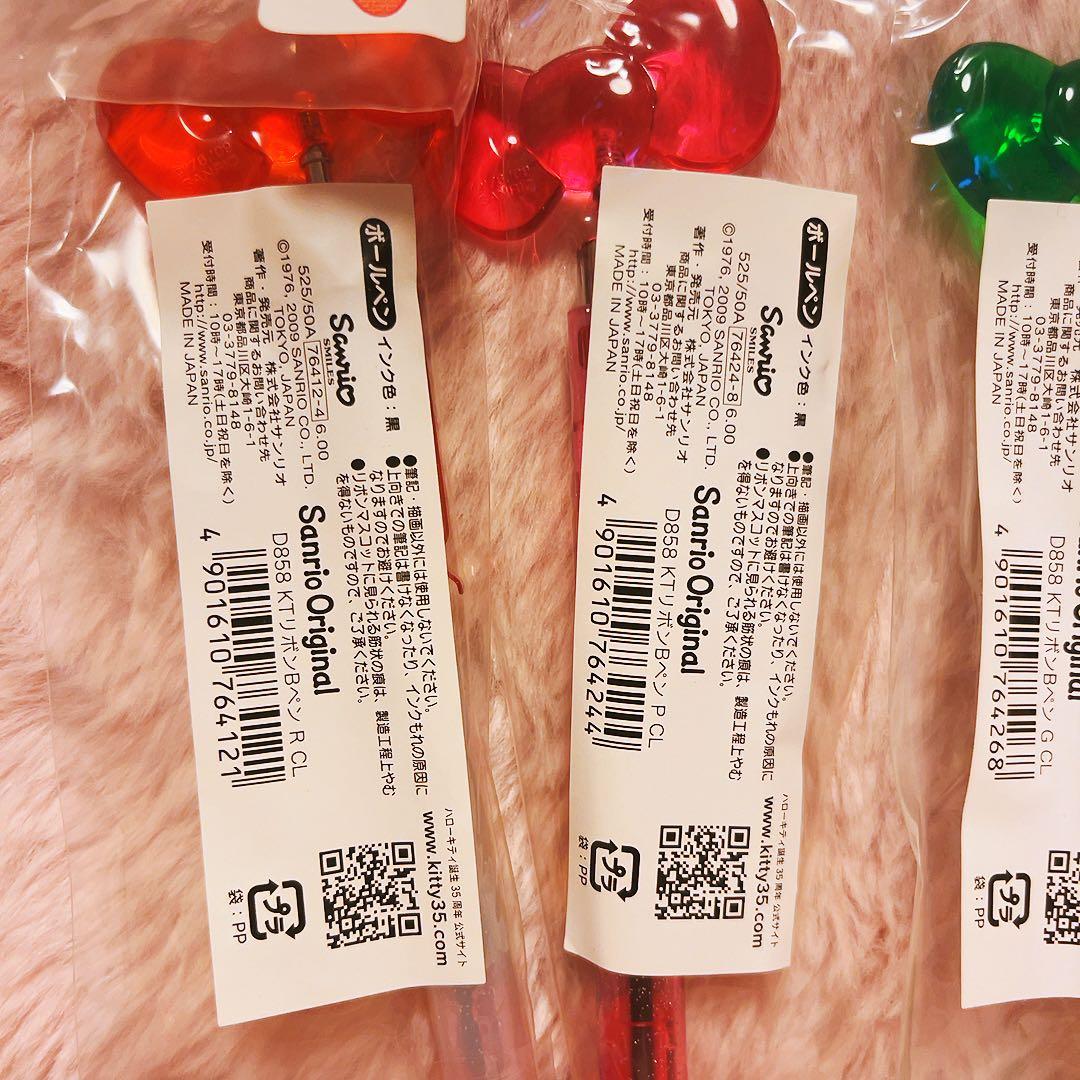 ボールペン インク色：黒
●筆記・描画以外には使用しないでください。
●上向きでの筆記は書けなくなったり、インクもれの原因に
なりますのでお避けください。
●リボンマスコットに見られる筋状の痕は、製造工程上やむ
を得ないものですので、ご了承ください。
Sanrio
SMILES
525/50A 76412-4 6.00
©1976, 2009 SANRIO CO., LTD.
TOKYO, JAPAN
著作・発売元 株式会社サンリオ
商品に関するお問い合わせ先
東京都品川区大崎1-6-1
03-3779-8148
受付時間：10時～17時(土日祝日を除く)
http://www.sanrio.co.jp/
MADE IN JAPAN
Sanrio Original
D858 KTリボンBペン R CL
4 901610 764121
ハローキティ誕生 35周年 公式サイト
www.kitty35.com
プラ
袋：PP
ボールペン インク色：黒
●筆記・描画以外には使用しないでください。
●上向きでの筆記は書けなくなったり、インクもれの原因に
なりますのでお避けください。
●リボンマスコットに見られる筋状の痕は、製造工程上やむ
を得ないものですので、ご了承ください。
Sanrio
SMILES
525/50A 76424-8 6.00
©1976, 2009 SANRIO CO., LTD.
TOKYO, JAPAN
著作・発売元 株式会社サンリオ
商品に関するお問い合わせ先
東京都品川区大崎1-6-1
03-3779-8148
受付時間：10時～17時(土日祝日を除く)
http://www.sanrio.co.jp/
MADE IN JAPAN
Sanrio Original
D858 KTリボンBペン P CL
4 901610 764244
ハローキティ誕生 35周年 公式サイト
www.kitty35.com
プラ
袋：PP
著作・発売元 株式会社サンリオ
商品に関するお問い合わせ先
東京都品川区大崎1-6-1
03-3779-8148
受付時間：10時～17時(土日祝日を除く)
http://www.sanrio.co.jp/
MADE IN JAPAN
Original
D858 KTリボンBペン G CL
4 901610 764268
プラ
袋：PP